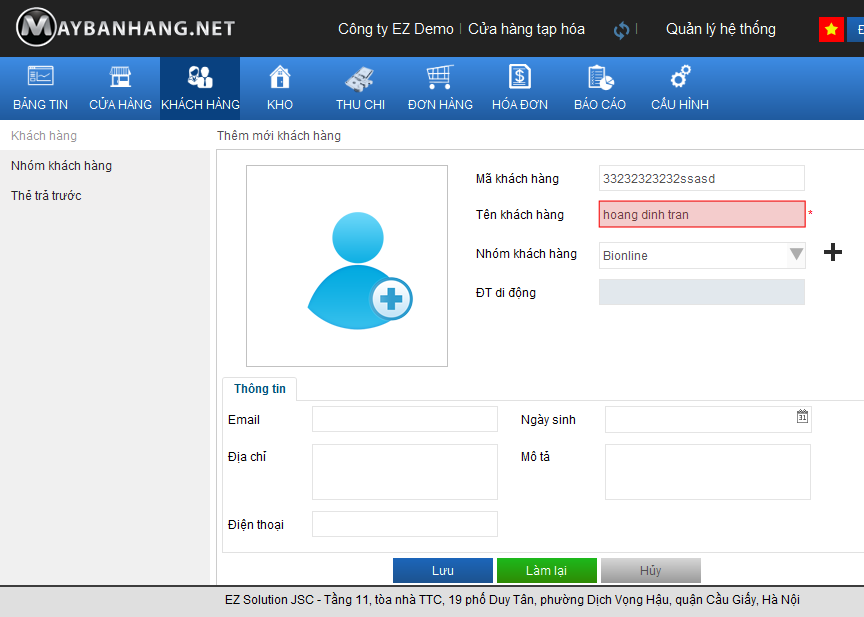 MAYBANHANG.NET
Công ty EZ Demo | Cửa hàng tạp hóa | Quản lý hệ thống
BẢNG TIN CỬA HÀNG KHÁCH HÀNG KHO THU CHI ĐƠN HÀNG HÓA ĐƠN BÁO CÁO CẤU HÌNH
Khách hàng
Nhóm khách hàng
Thẻ trả trước
Thêm mới khách hàng
Mã khách hàng 33232323232ssasd
Tên khách hàng hoang dinh tran *
Nhóm khách hàng Bionline
ĐT di động
Thông tin
Email Ngày sinh 31
Địa chỉ Mô tả
Điện thoại
Lưu Làm lại Hủy
EZ Solution JSC - Tầng 11, tòa nhà TTC, 19 phố Duy Tân, phường Dịch Vọng Hậu, quận Cầu Giấy, Hà Nội